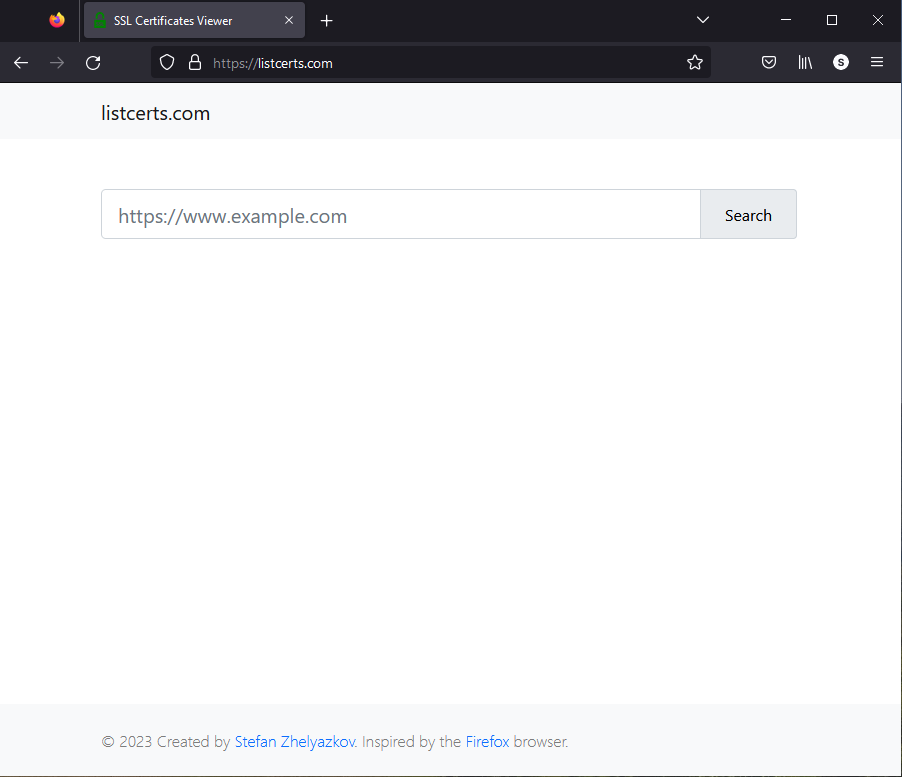 SSL Certificates Viewer
https://listcerts.com
S
listcerts.com
https://www.example.com
Search
© 2023 Created by Stefan Zhelyazkov. Inspired by the Firefox browser.